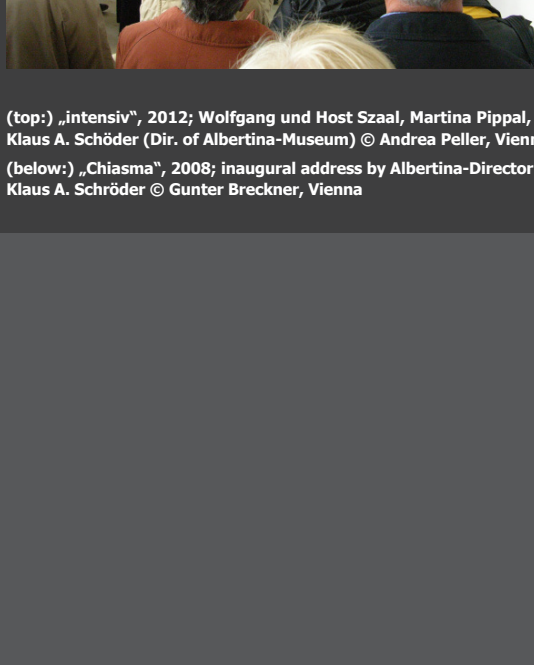 (top:) „intensiv“, 2012; Wolfgang und Host Szaal, Martina Pippal,
Klaus A. Schöder (Dir. of Albertina-Museum) © Andrea Peller,
(below:) „Chiasma“, 2008; inaugural address by Albertina-Director
Klaus A. Schröder © Gunter Breckner, Vienna